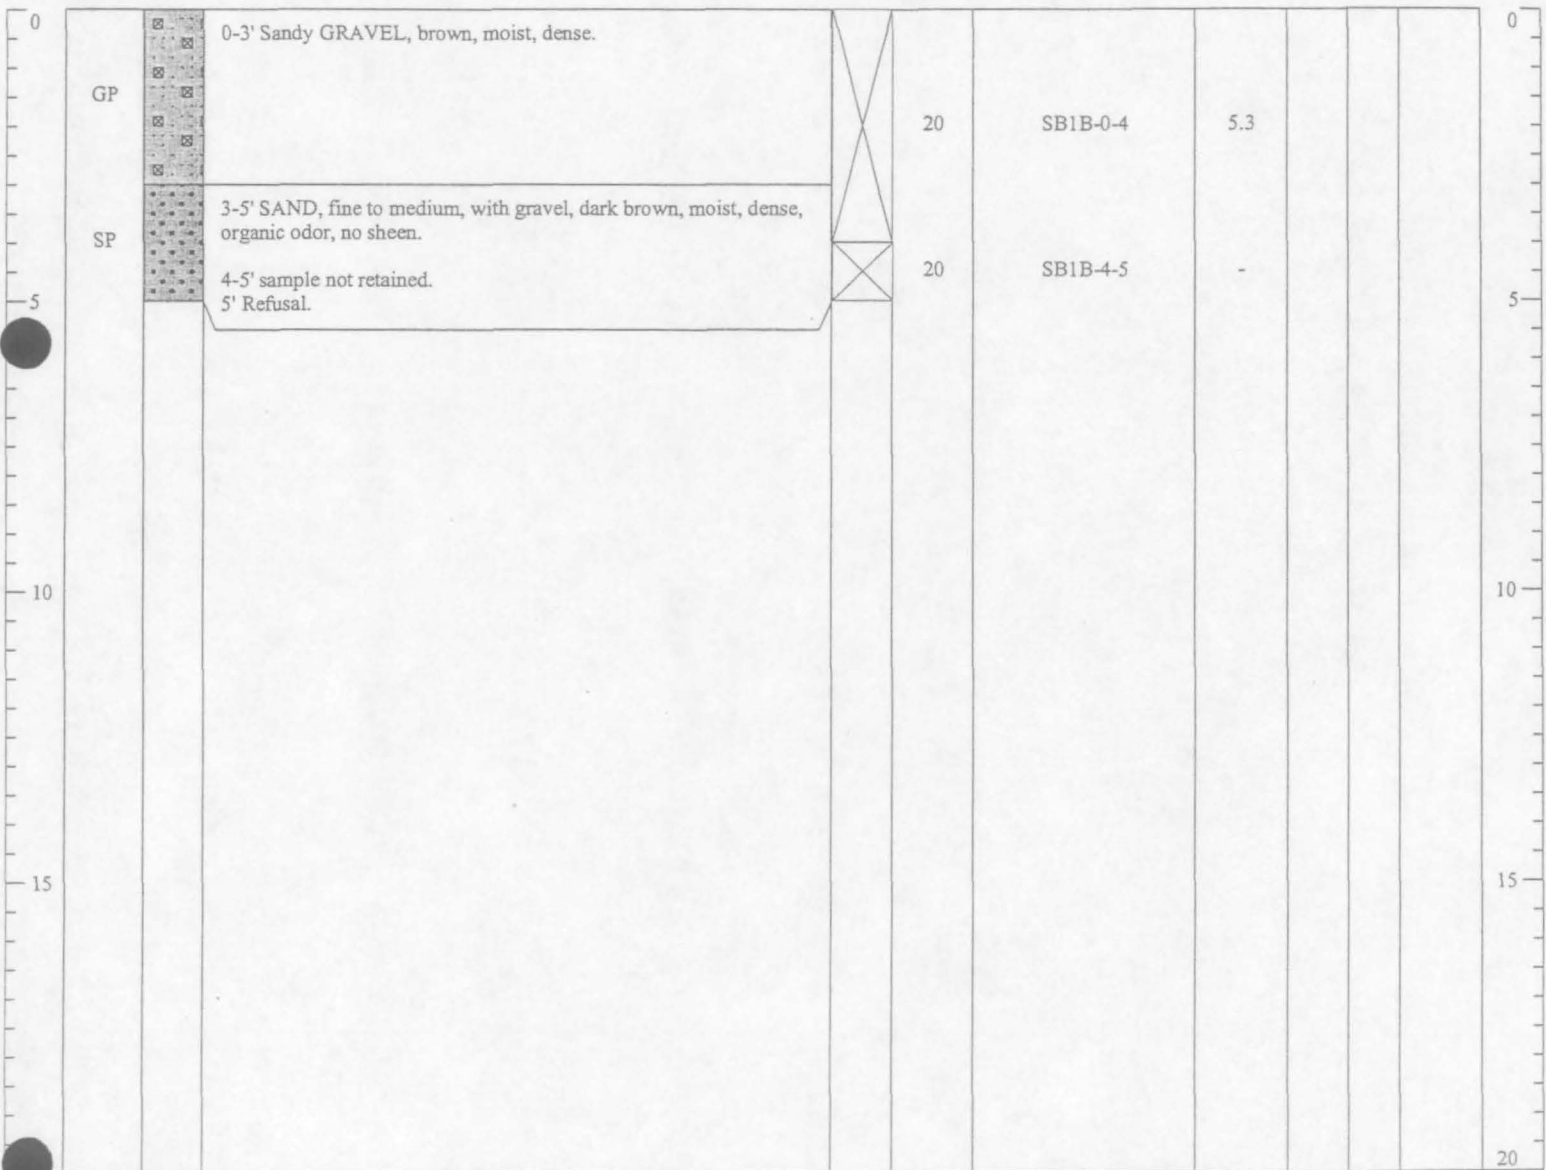 0
0-3' Sandy GRAVEL, brown, moist, dense.
0
GP
20 SB1B-0-4 5.3
3-5' SAND, fine to medium, with gravel, dark brown, moist, dense,
organic odor, no sheen.
SP
20 SB1B-4-5 -
4-5' sample not retained.
5
5' Refusal.
5
10
10
15
15
20